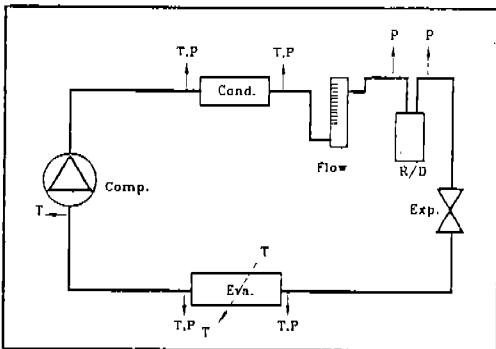 T,P
T,P
P
P
Cond.
Flow
R/D
Comp.
T
Exp.
T
Eva.
T
T,P
T,P